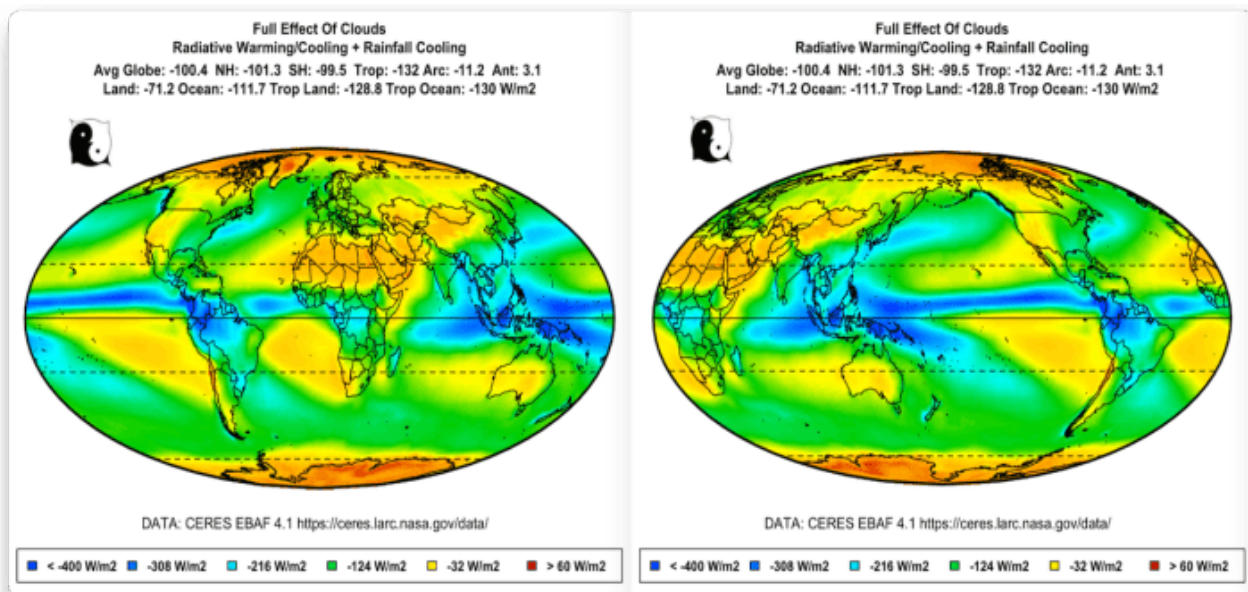 Full Effect Of Clouds
Radiative Warming/Cooling + Rainfall Cooling
Avg Globe: -100.4 NH: -101.3 SH: -99.5 Trop: -132 Arc: -11.2 Ant: 3.1
Land: -71.2 Ocean: -111.7 Trop Land: -128.8 Trop Ocean: -130 W/m2
DATA: CERES EBAF 4.1 https://ceres.larc.nasa.gov/data/
< -400 W/m2 -308 W/m2 -216 W/m2 -124 W/m2 -32 W/m2 > 60 W/m2
Full Effect Of Clouds
Radiative Warming/Cooling + Rainfall Cooling
Avg Globe: -100.4 NH: -101.3 SH: -99.5 Trop: -132 Arc: -11.2 Ant: 3.1
Land: -71.2 Ocean: -111.7 Trop Land: -128.8 Trop Ocean: -130 W/m2
DATA: CERES EBAF 4.1 https://ceres.larc.nasa.gov/data/
< -400 W/m2 -308 W/m2 -216 W/m2 -124 W/m2 -32 W/m2 > 60 W/m2